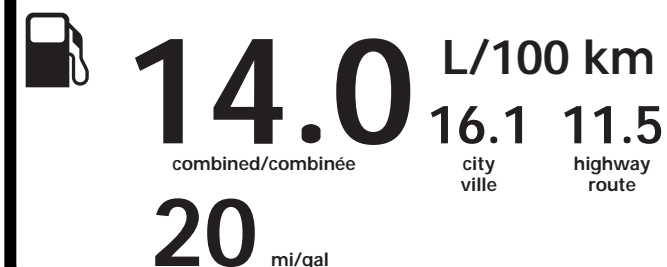 14.0 L/100 km
combined/combinée
16.1 11.5
city highway
ville route
20 mi/gal